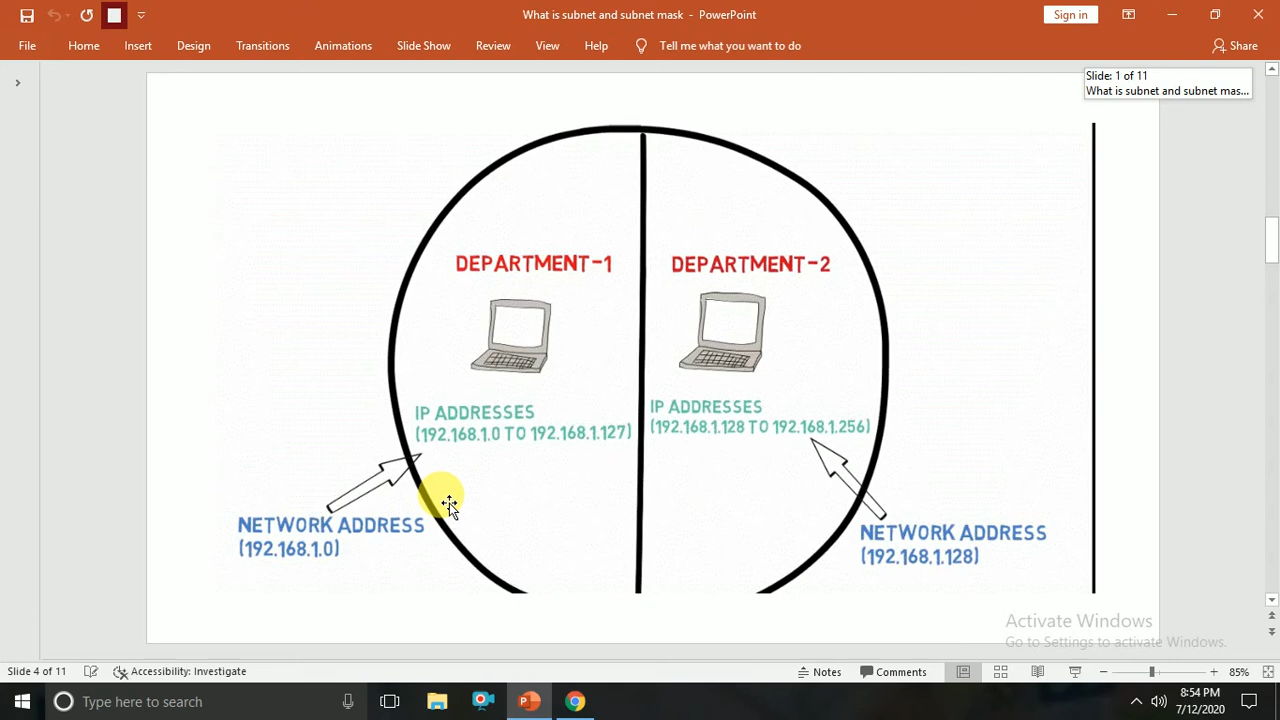 What is subnet and subnet mask - PowerPoint
Sign in
File Home Insert Design Transitions Animations Slide Show Review View Help Tell me what you want to do Share
Slide: 1 of 11
What is subnet and subnet mas...
DEPARTMENT-1
DEPARTMENT-2
IP ADDRESSES
(192.168.1.0 TO 192.168.1.127)
IP ADDRESSES
(192.168.1.128 TO 192.168.1.256)
NETWORK ADDRESS
(192.168.1.0)
NETWORK ADDRESS
(192.168.1.128)
Activate Windows
Go to Settings to activate Windows.
Slide 4 of 11 Accessibility: Investigate Notes Comments 85%
Type here to search
8:54 PM
7/12/2020